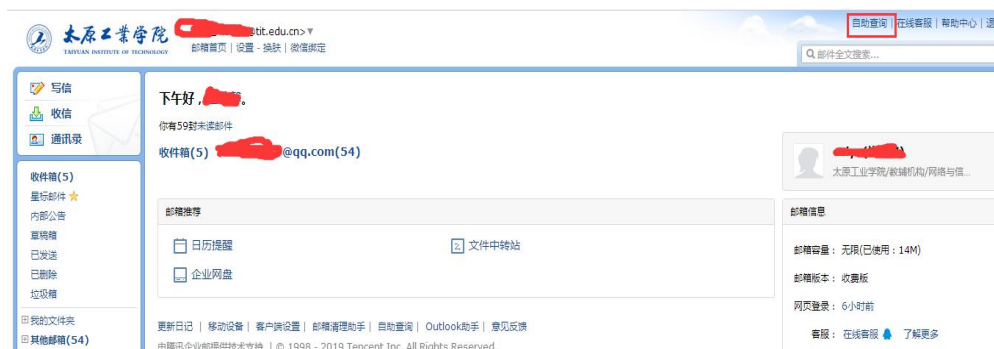 太原工业学院
TAIYUAN INSTITUTE OF TECHNOLOGY
@tit.edu.cn>▼
邮箱首页 | 设置 - 换肤 | 微信绑定
自助查询 | 在线客服 | 帮助中心 | 退
邮件全文搜索...
写信
收信
通讯录
收件箱(5)
星标邮件
内部公告
草稿箱
已发送
已删除
垃圾箱
我的文件夹
其他邮箱(54)
下午好,
你有59封未读邮件
收件箱(5) @qq.com(54)
邮箱推荐
日历提醒
文件中转站
企业网盘
更新日记 | 移动设备 | 客户端设置 | 邮箱清理助手 | 自助查询 | Outlook助手 | 意见反馈
由腾讯企业邮提供技术支持 | © 1998 - 2019 Tencent Inc. All Rights Reserved.
太原工业学院/教辅机构/网络与信...
邮箱信息
邮箱容量: 无限(已使用:14M)
邮箱版本: 收费版
网页登录: 6小时前
客服: 在线客服 了解更多